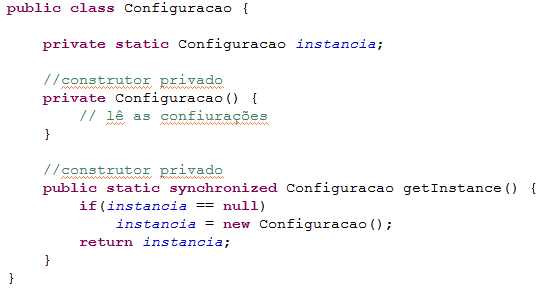 public class Configuracao {
private static Configuracao instancia;
//construtor privado
private Configuracao() {
// lê as confiurações
}
//construtor privado
public static synchronized Configuracao getInstance() {
if(instancia == null)
instancia = new Configuracao();
return instancia;
}
}